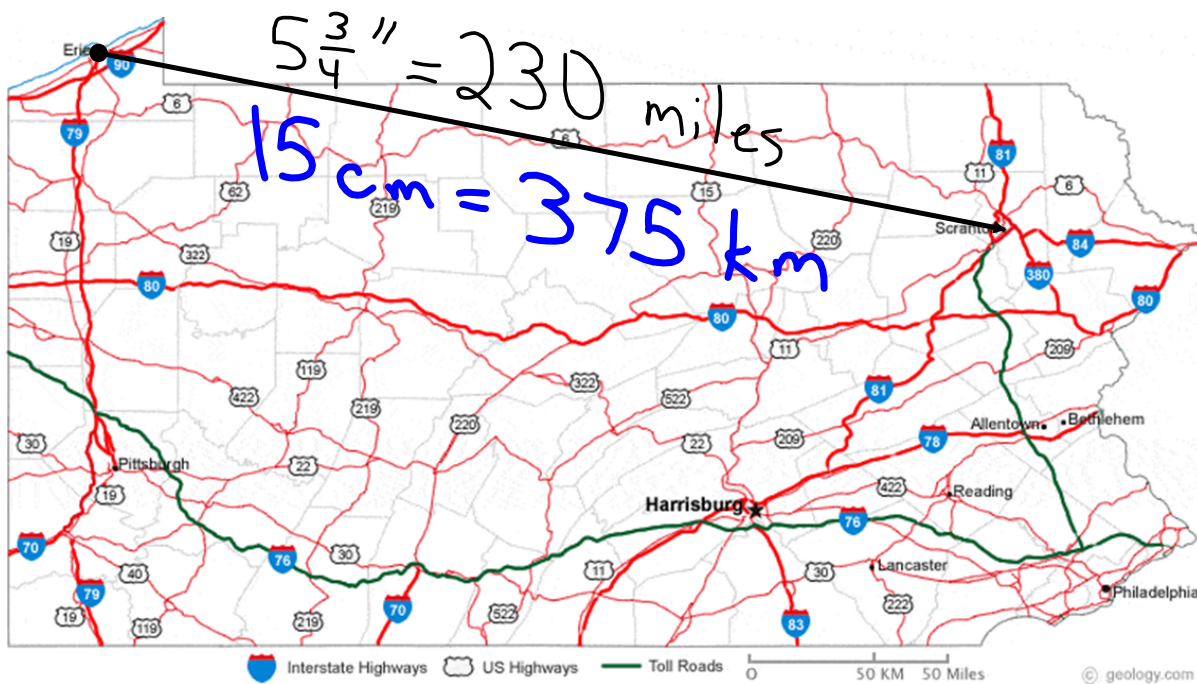 Erie
90
5 3/4" = 230 miles
6
79
15 cm = 375 km
6
81
11
62
219
15
6
Scranton
19
220
84
322
380
80
80
80
11
209
119
322
81
422
219
522
220
Allentown
Bethlehem
30
22
209
78
22
Pittsburgh
422
19
Reading
Harrisburg
76
70
76
30
11
30
Lancaster
40
79
70
222
Philadelphia
19
119
219
522
83
Interstate Highways
US Highways
Toll Roads
0
50 KM
50 Miles
© geology.com